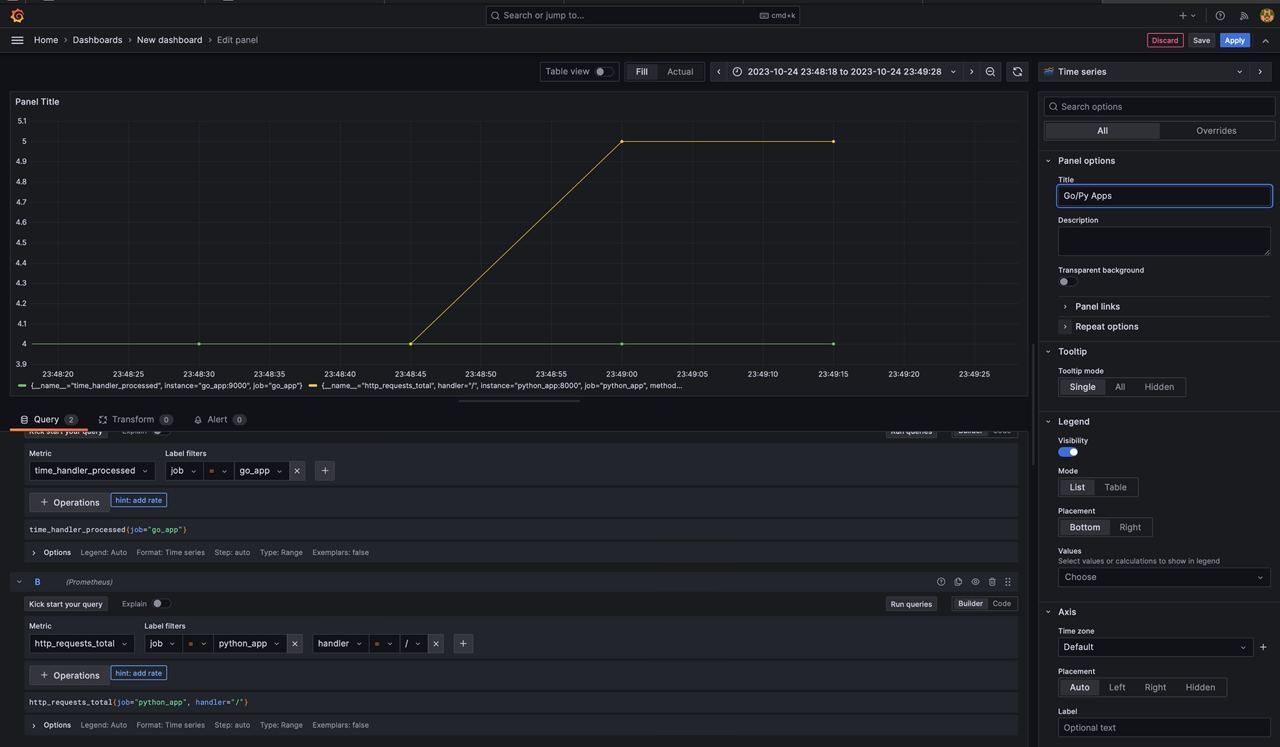 Search or jump to...
cmd+k
Home › Dashboards › New dashboard › Edit panel
Discard Save Apply
Table view Fill Actual 2023-10-24 23:48:18 to 2023-10-24 23:49:28
Time series
Panel Title
5.1
5
4.9
4.8
4.7
4.6
4.5
4.4
4.3
4.2
4.1
4
3.9
23:48:20 23:48:25 23:48:30 23:48:35 23:48:40 23:48:45 23:48:50 23:48:55 23:49:00 23:49:05 23:49:10 23:49:15 23:49:20 23:49:25
{__name__="time_handler_processed", instance="go_app:9000", job="go_app"} {__name__="http_requests_total", handler="/", instance="python_app:8000", job="python_app", method...
Query 2 Transform 0 Alert 0
Kick start your query Explain Run queries Builder Code
Metric Label filters
time_handler_processed job = go_app
+ Operations hint: add rate
time_handler_processed{job="go_app"}
Options Legend: Auto Format: Time series Step: auto Type: Range Exemplars: false
B (Prometheus)
Kick start your query Explain Run queries Builder Code
Metric Label filters
http_requests_total job = python_app handler = /
+ Operations hint: add rate
http_requests_total{job="python_app", handler="/"}
Options Legend: Auto Format: Time series Step: auto Type: Range Exemplars: false
Search options
All Overrides
Panel options
Title
Go/Py Apps
Description
Transparent background
Panel links
Repeat options
Tooltip
Tooltip mode
Single All Hidden
Legend
Visibility
Mode
List Table
Placement
Bottom Right
Values
Select values or calculations to show in legend
Choose
Axis
Time zone
Default
Placement
Auto Left Right Hidden
Label
Optional text